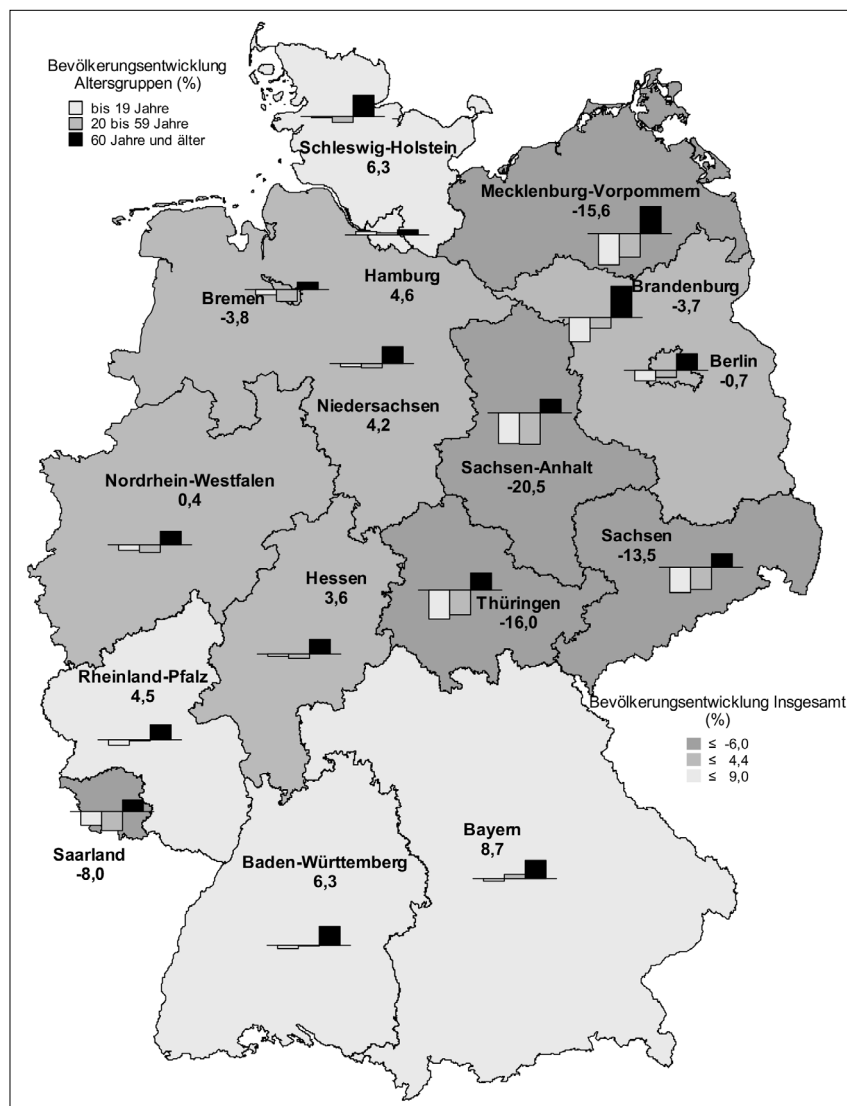 Bevölkerungsentwicklung
Altersgruppen (%)
bis 19 Jahre
20 bis 59 Jahre
60 Jahre und älter
Schleswig-Holstein
6,3
Mecklenburg-Vorpommern
-15,6
Hamburg
4,6
Bremen
-3,8
Brandenburg
-3,7
Berlin
-0,7
Niedersachsen
4,2
Sachsen-Anhalt
-20,5
Nordrhein-Westfalen
0,4
Sachsen
-13,5
Hessen
3,6
Thüringen
-16,0
Rheinland-Pfalz
4,5
Bevölkerungsentwicklung Insgesamt
(%)
≤ -6,0
≤ 4,4
≤ 9,0
Saarland
-8,0
Baden-Württemberg
6,3
Bayern
8,7